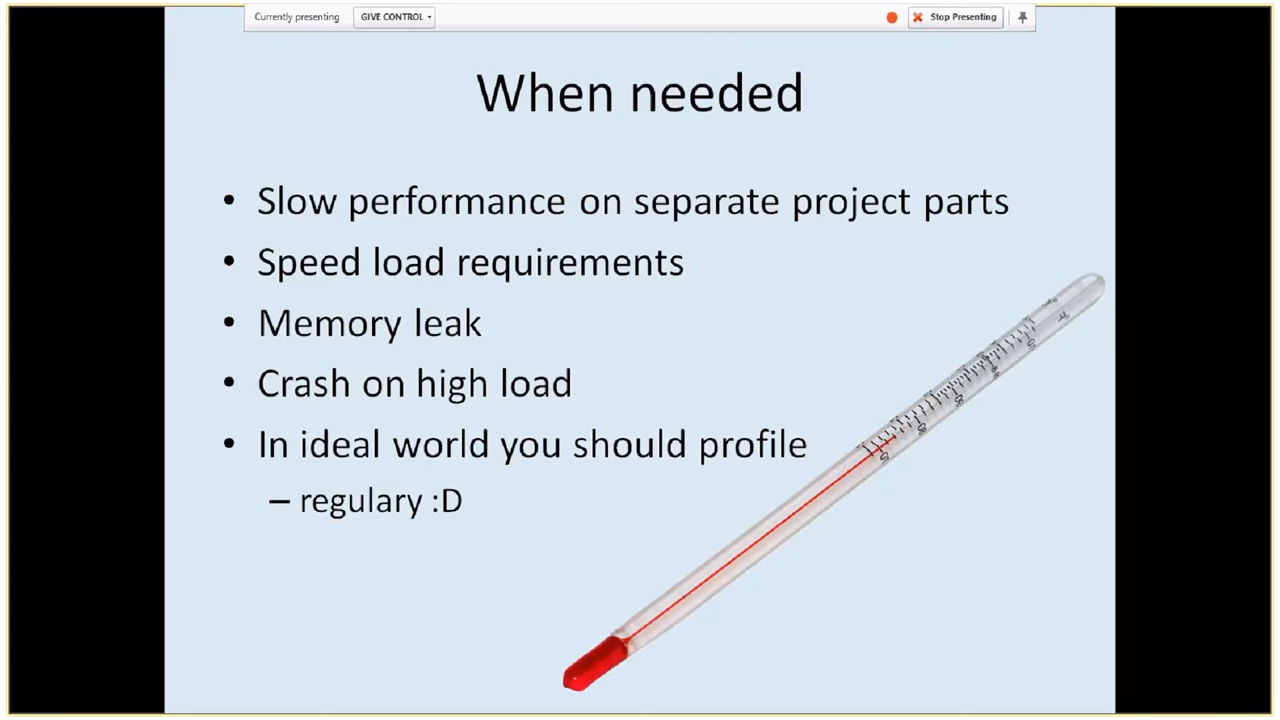 Currently presenting GIVE CONTROL Stop Presenting
When needed
• Slow performance on separate project parts
• Speed load requirements
• Memory leak
• Crash on high load
• In ideal world you should profile
– regulary :D